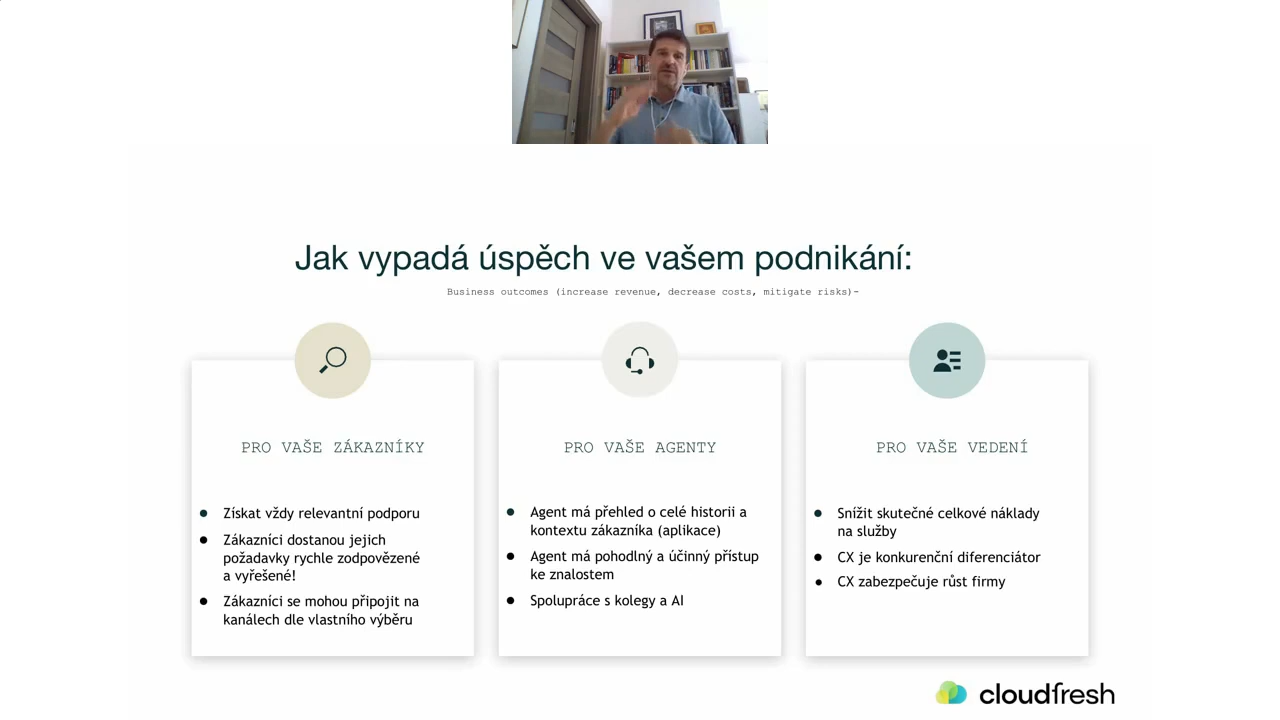 Jak vypadá úspěch ve vašem podnikání:
Business outcomes (increase revenue, decrease costs, mitigate risks)-
PRO VAŠE ZÁKAZNÍKY
Získat vždy relevantní podporu
Zákazníci dostanou jejich
požadavky rychle zodpovězené
a vyřešené!
Zákazníci se mohou připojit na
kanálech dle vlastního výběru
PRO VAŠE AGENTY
Agent má přehled o celé historii a
kontextu zákazníka (aplikace)
Agent má pohodlný a účinný přístup
ke znalostem
Spolupráce s kolegy a AI
PRO VAŠE VEDENÍ
Snížit skutečné celkové náklady
na služby
CX je konkurenční diferenciátor
CX zabezpečuje růst firmy
cloudfresh